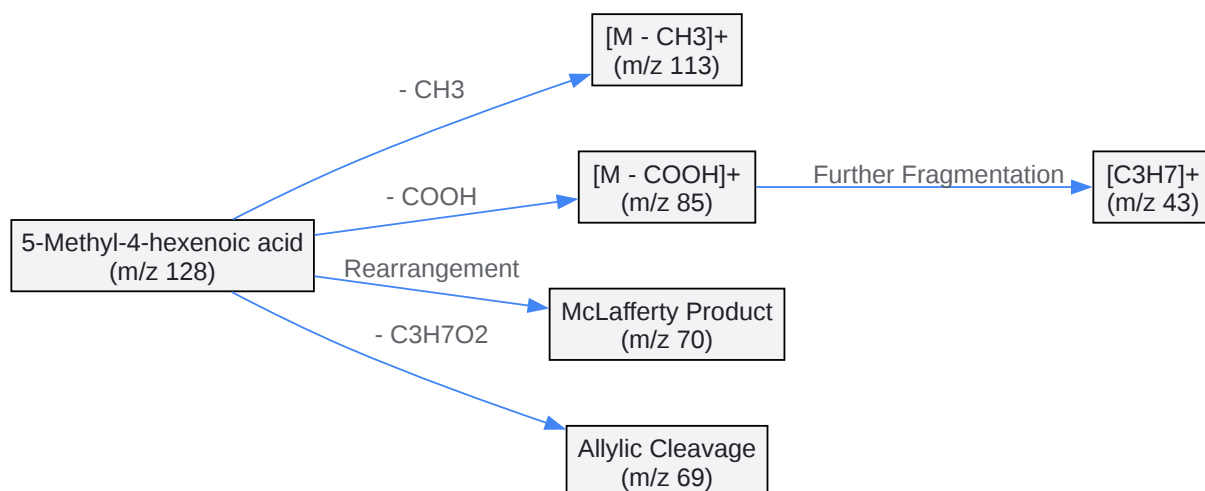 [M - CH3]+
(m/z 113)
- CH3
[M - COOH]+
(m/z 85)
Further Fragmentation
[C3H7]+
(m/z 43)
- COOH
5-Methyl-4-hexenoic acid
(m/z 128)
Rearrangement
McLafferty Product
(m/z 70)
- C3H7O2
Allylic Cleavage
(m/z 69)